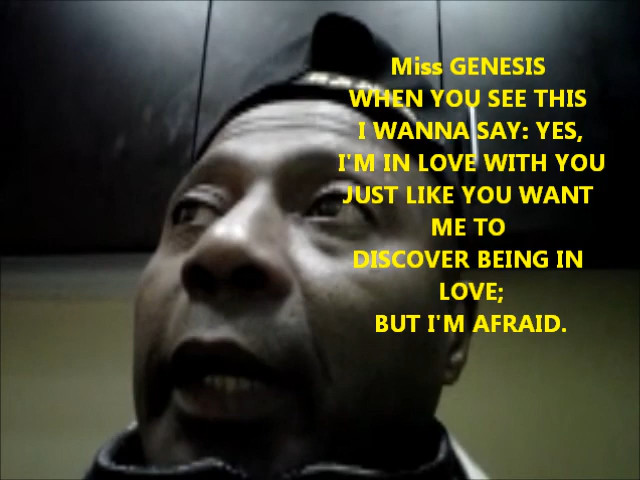 Miss GENESIS
WHEN YOU SEE THIS
I WANNA SAY: YES,
I'M IN LOVE WITH YOU
JUST LIKE YOU WANT
ME TO
DISCOVER BEING IN
LOVE;
BUT I'M AFRAID.